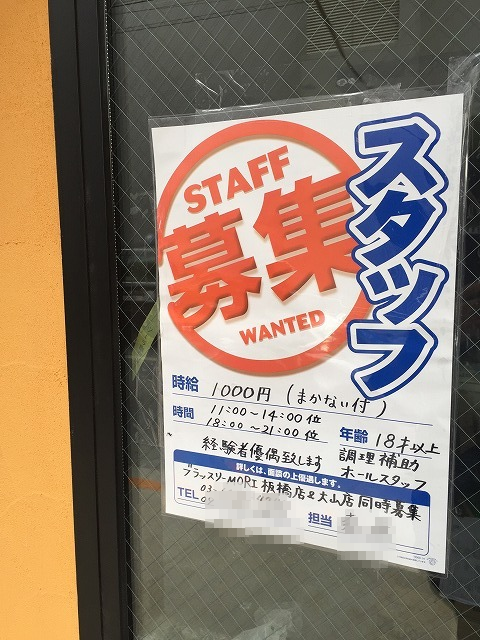 STAFF
募集
WANTED
スタッフ
時給 1000円 (まかない付)
時間 11:00～14:00位
18:00～21:00位
年齢 18才以上
経験者優遇致します
調理補助
ホールスタッフ
詳しくは、面談の上優遇します。
ブラッスリーMORI 板橋店&大山店 同時募集
TEL 03-
担当